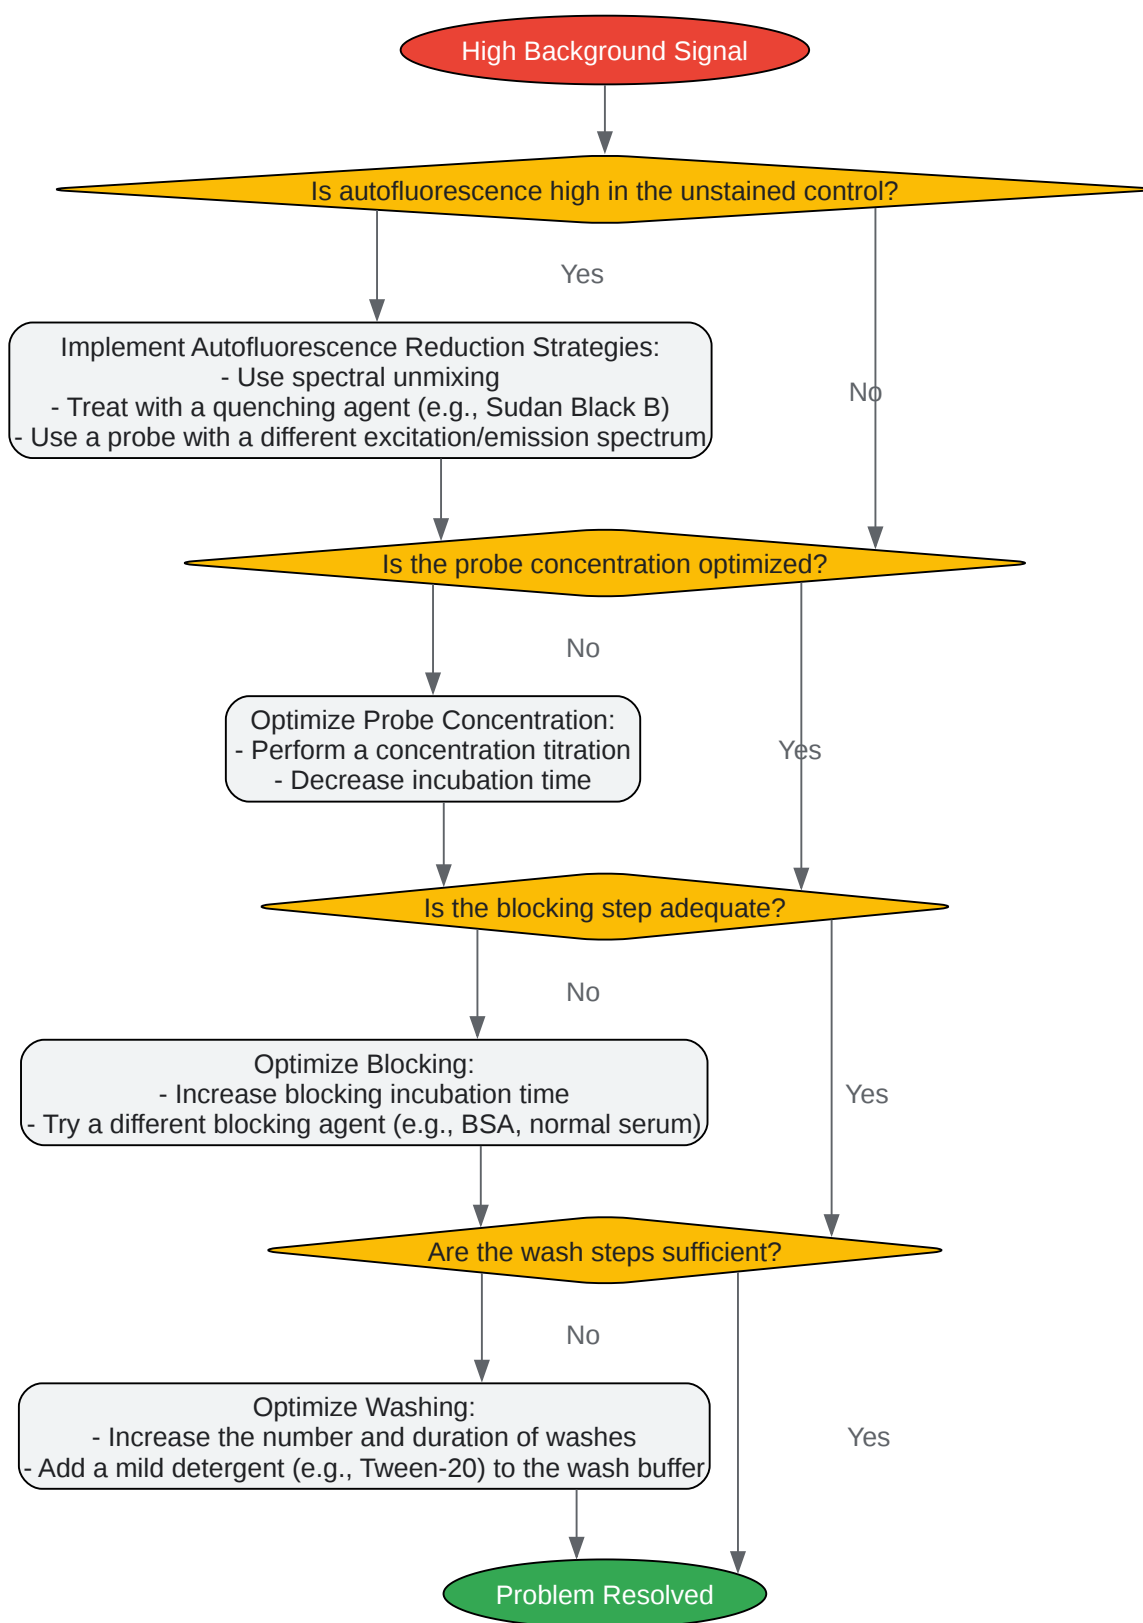 High Background Signal
Is autofluorescence high in the unstained control?
Yes
Implement Autofluorescence Reduction Strategies:
- Use spectral unmixing
- Treat with a quenching agent (e.g., Sudan Black B)
- Use a probe with a different excitation/emission spectrum
No
Is the probe concentration optimized?
No
Optimize Probe Concentration:
- Perform a concentration titration
- Decrease incubation time
Yes
Is the blocking step adequate?
No
Optimize Blocking:
- Increase blocking incubation time
- Try a different blocking agent (e.g., BSA, normal serum)
Yes
Are the wash steps sufficient?
No
Optimize Washing:
- Increase the number and duration of washes
- Add a mild detergent (e.g., Tween-20) to the wash buffer
Yes
Problem Resolved